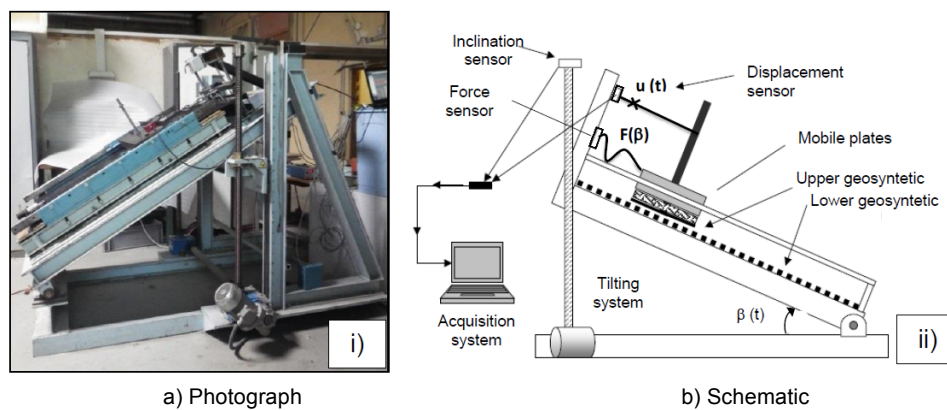 i)
a) Photograph
Inclination
sensor
Force
sensor
u (t)
Displacement
sensor
F(β)
Mobile plates
Upper geosyntetic
Lower geosyntetic
Tilting
system
Acquisition
system
β (t)
ii)
b) Schematic